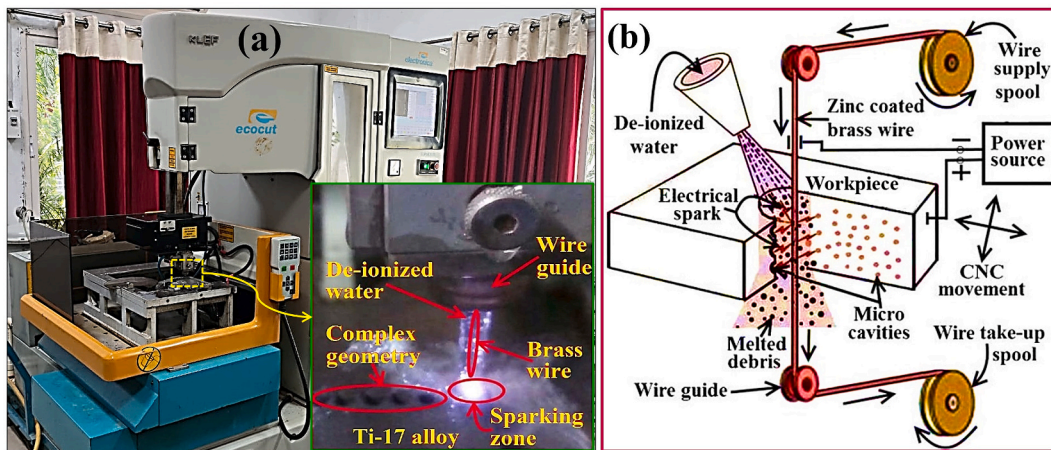 (a)
KLEF
electronica
ecocut
De-ionized
water
Wire
guide
Complex
geometry
Brass
wire
Sparking
zone
Ti-17 alloy
(b)
Wire
supply
spool
De-ionized
water
Zinc coated
brass wire
Power
source
Electrical
spark
Workpiece
CNC
movement
Micro
cavities
Melted
debris
Wire guide
Wire take-up
spool